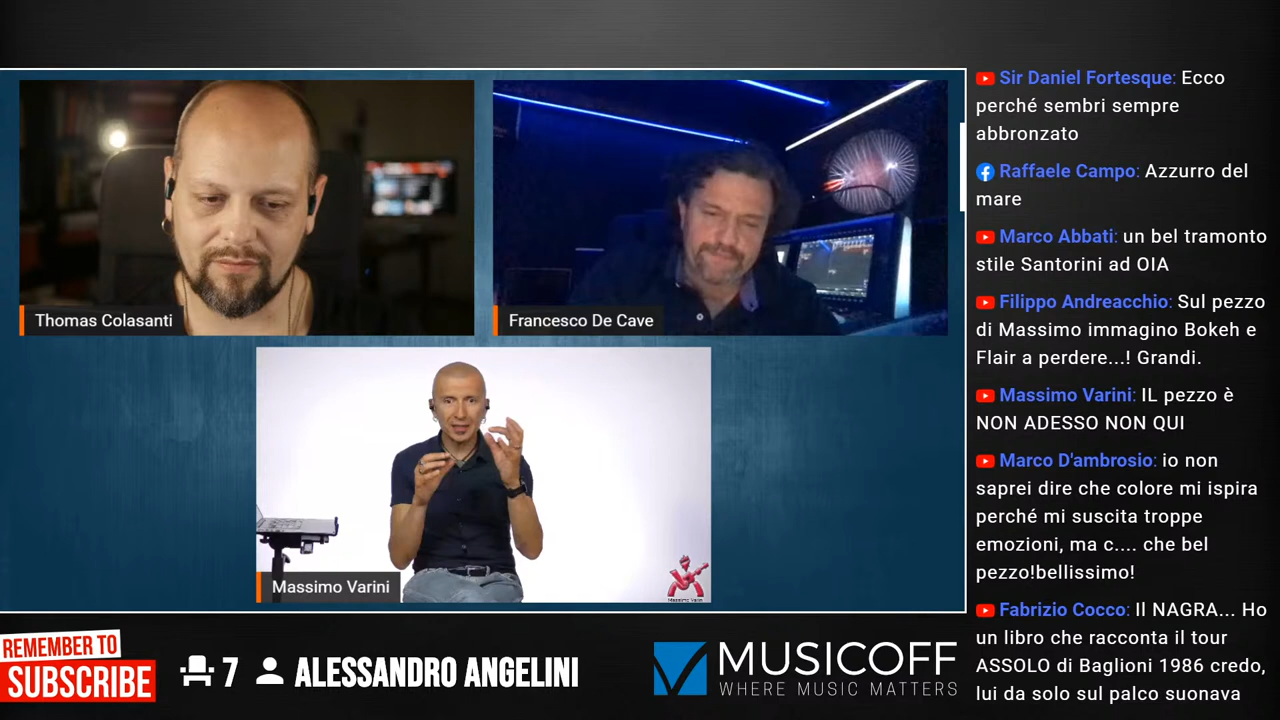 Thomas Colasanti
Francesco De Cave
Massimo Varini
Massimo Varini
Sir Daniel Fortesque: Ecco
perché sembri sempre
abbronzato
Raffaele Campo: Azzurro del
mare
Marco Abbati: un bel tramonto
stile Santorini ad OIA
Filippo Andreacchio: Sul pezzo
di Massimo immagino Bokeh e
Flair a perdere...! Grandi.
Massimo Varini: IL pezzo è
NON ADESSO NON QUI
Marco D'ambrosio: io non
saprei dire che colore mi ispira
perché mi suscita troppe
emozioni, ma c.... che bel
pezzo!bellissimo!
Fabrizio Cocco: Il NAGRA... Ho
un libro che racconta il tour
ASSOLO di Baglioni 1986 credo,
lui da solo sul palco suonava
REMEMBER TO
SUBSCRIBE
7 ALESSANDRO ANGELINI
MUSICOFF
WHERE MUSIC MATTERS